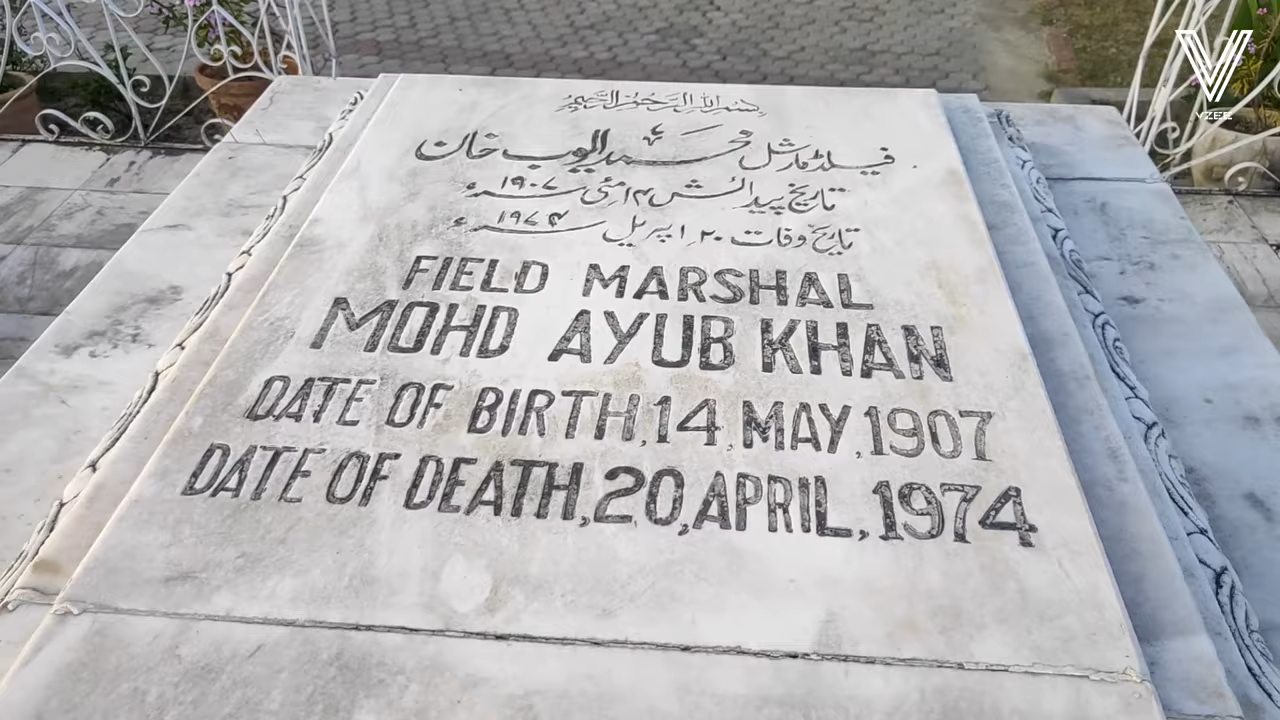 بسم اللہ الرحمن الرحیم
فیلڈ مارشل محمد ایوب خان
تاریخ پیدائش ۱۴ مئی ۱۹۰۷ء
تاریخ وفات ۲۰ اپریل ۱۹۷۴ء
FIELD MARSHAL
MOHD AYUB KHAN
DATE OF BIRTH, 14, MAY, 1907
DATE OF DEATH, 20, APRIL, 1974
VZEE